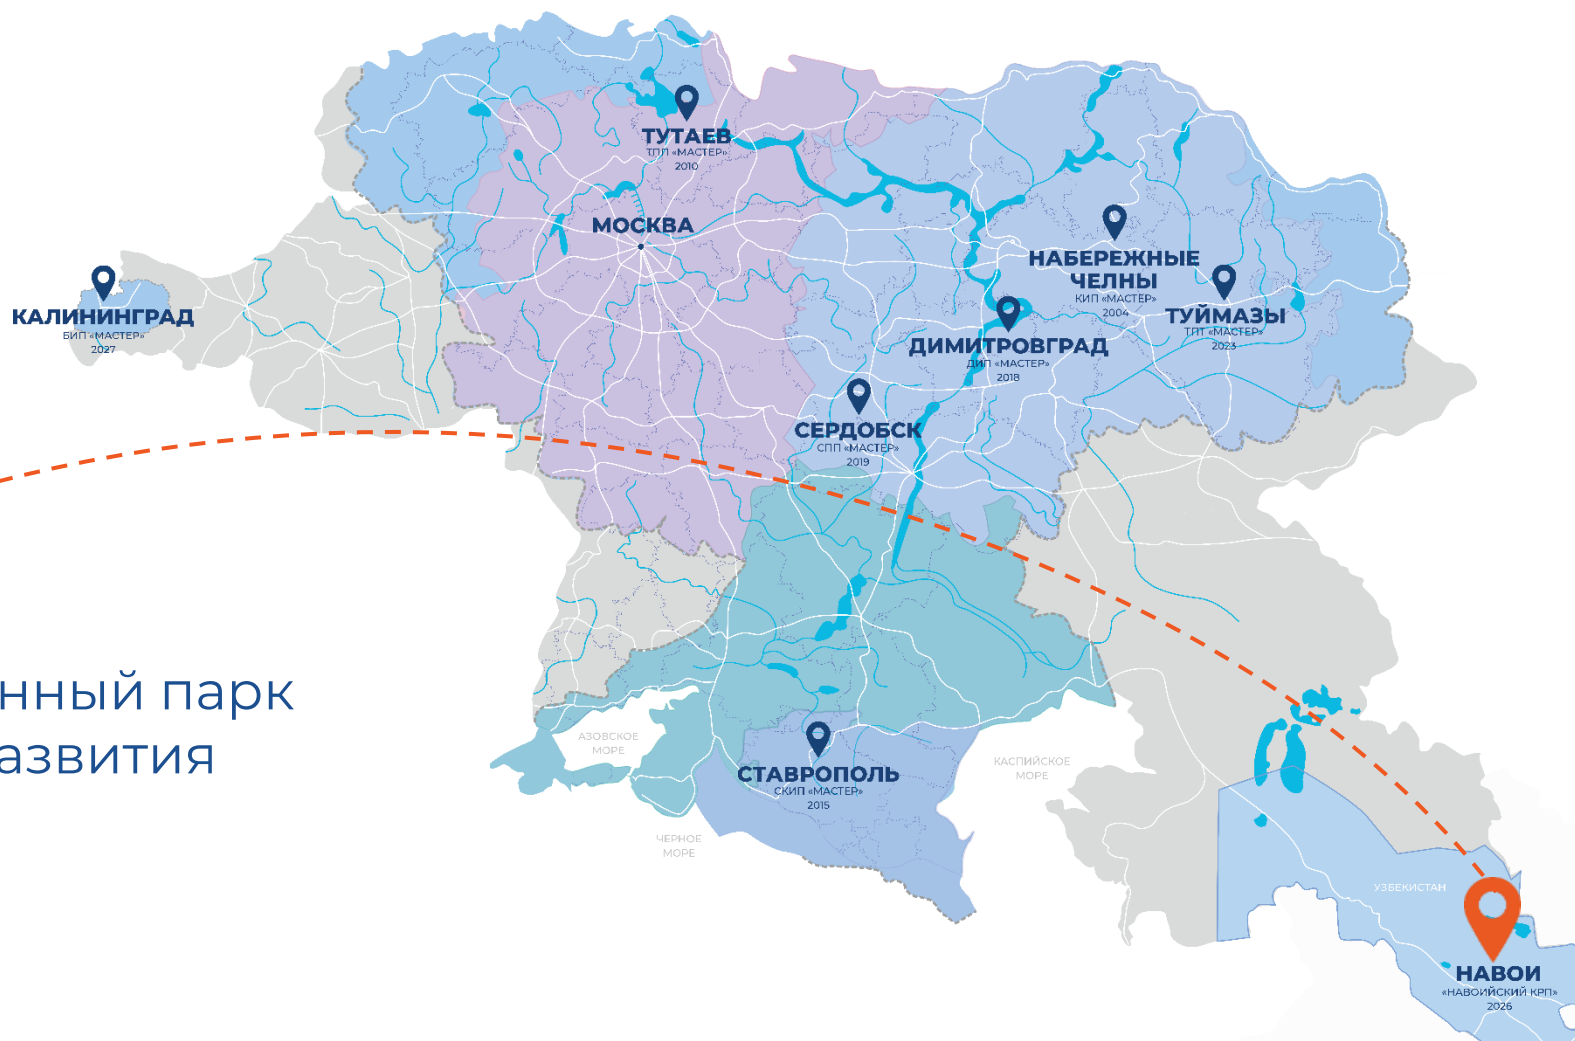 ТУТАЕВ
ТПП «МАСТЕР»
2010
МОСКВА
НАБЕРЕЖНЫЕ
ЧЕЛНЫ
КИП «МАСТЕР»
2004
КАЛИНИНГРАД
БИП «МАСТЕР»
2027
ТУЙМАЗЫ
ТПТ «МАСТЕР»
2023
ДИМИТРОВГРАД
ДИП «МАСТЕР»
2018
СЕРДОБСК
СПП «МАСТЕР»
2019
нный парк
азвития
АЗОВСКОЕ
МОРЕ
СТАВРОПОЛЬ
СКИП «МАСТЕР»
2015
КАСПИЙСКОЕ
МОРЕ
ЧЕРНОЕ
МОРЕ
УЗБЕКИСТАН
НАВОИ
«НАВОИЙСКИЙ КРП»
2026